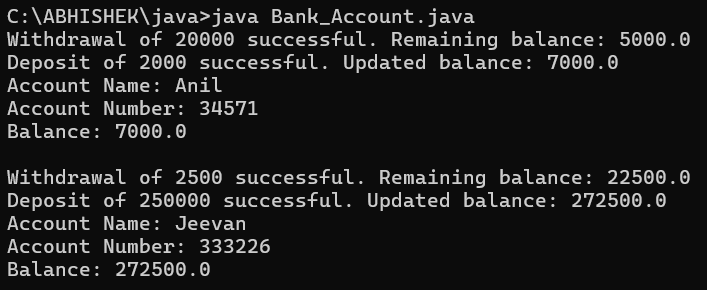 C:\ABHISHEK\java>java Bank_Account.java
Withdrawal of 20000 successful. Remaining balance: 5000.0
Deposit of 2000 successful. Updated balance: 7000.0
Account Name: Anil
Account Number: 34571
Balance: 7000.0

Withdrawal of 2500 successful. Remaining balance: 22500.0
Deposit of 250000 successful. Updated balance: 272500.0
Account Name: Jeevan
Account Number: 333226
Balance: 272500.0